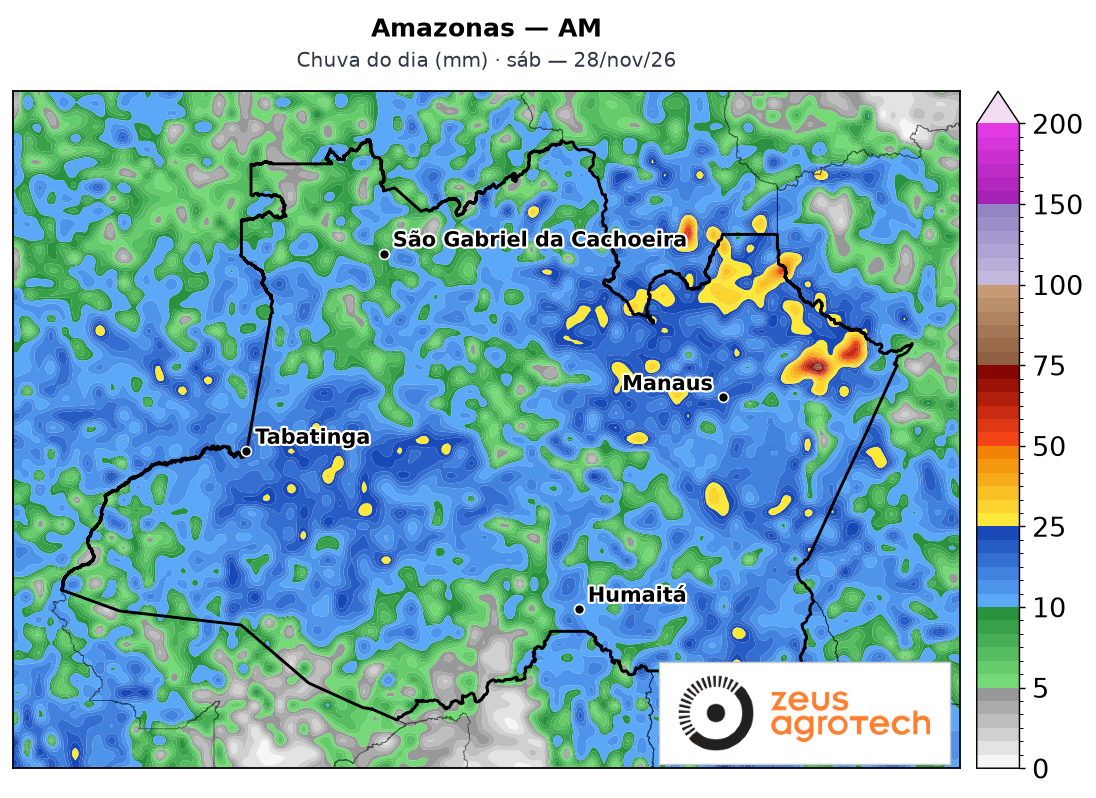 Amazonas — AM
Chuva do dia (mm) · sáb — 28/nov/26
200
150
100
75
50
25
10
5
0
São Gabriel da Cachoeira
Manaus
Tabatinga
Humaitá
zeus
agrotech